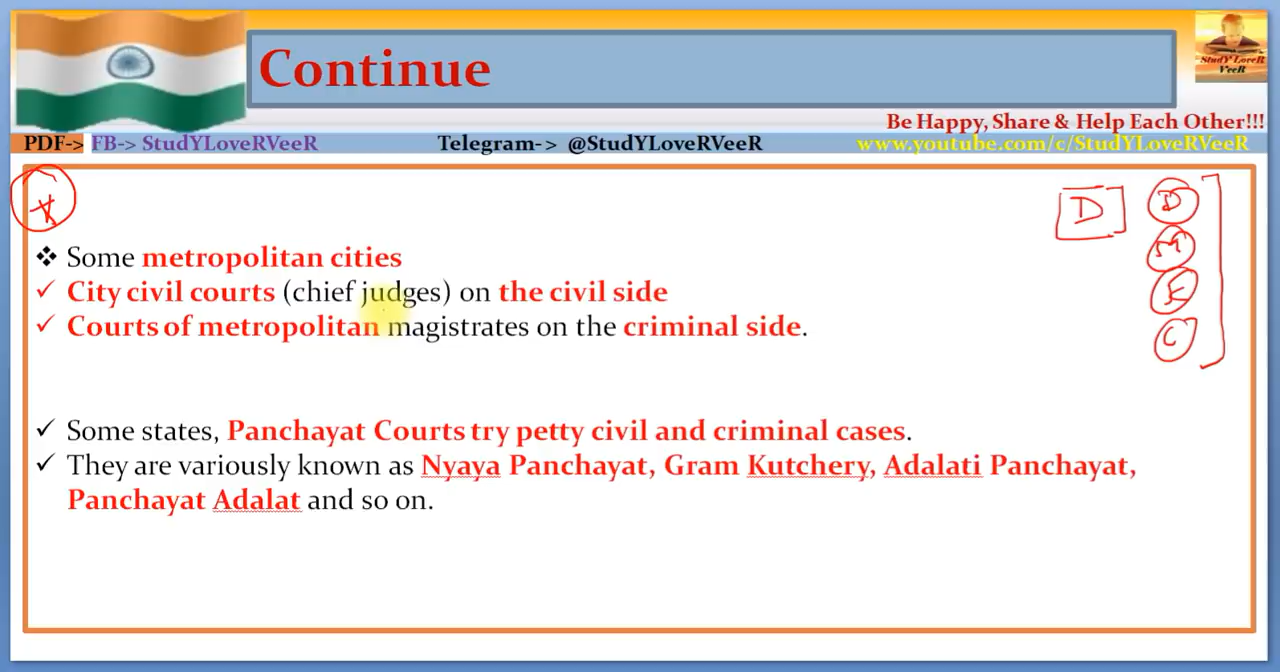 Continue
StudY LoveR
VeeR
Be Happy, Share & Help Each Other!!!
PDF-> FB-> StudYLoveRVeeR Telegram-> @StudYLoveRVeeR www.youtube.com/c/StudYLoveRVeeR
D D
M
C
❖ Some metropolitan cities
✓ City civil courts (chief judges) on the civil side
✓ Courts of metropolitan magistrates on the criminal side.
✓ Some states, Panchayat Courts try petty civil and criminal cases.
✓ They are variously known as Nyaya Panchayat, Gram Kutchery, Adalati Panchayat,
Panchayat Adalat and so on.